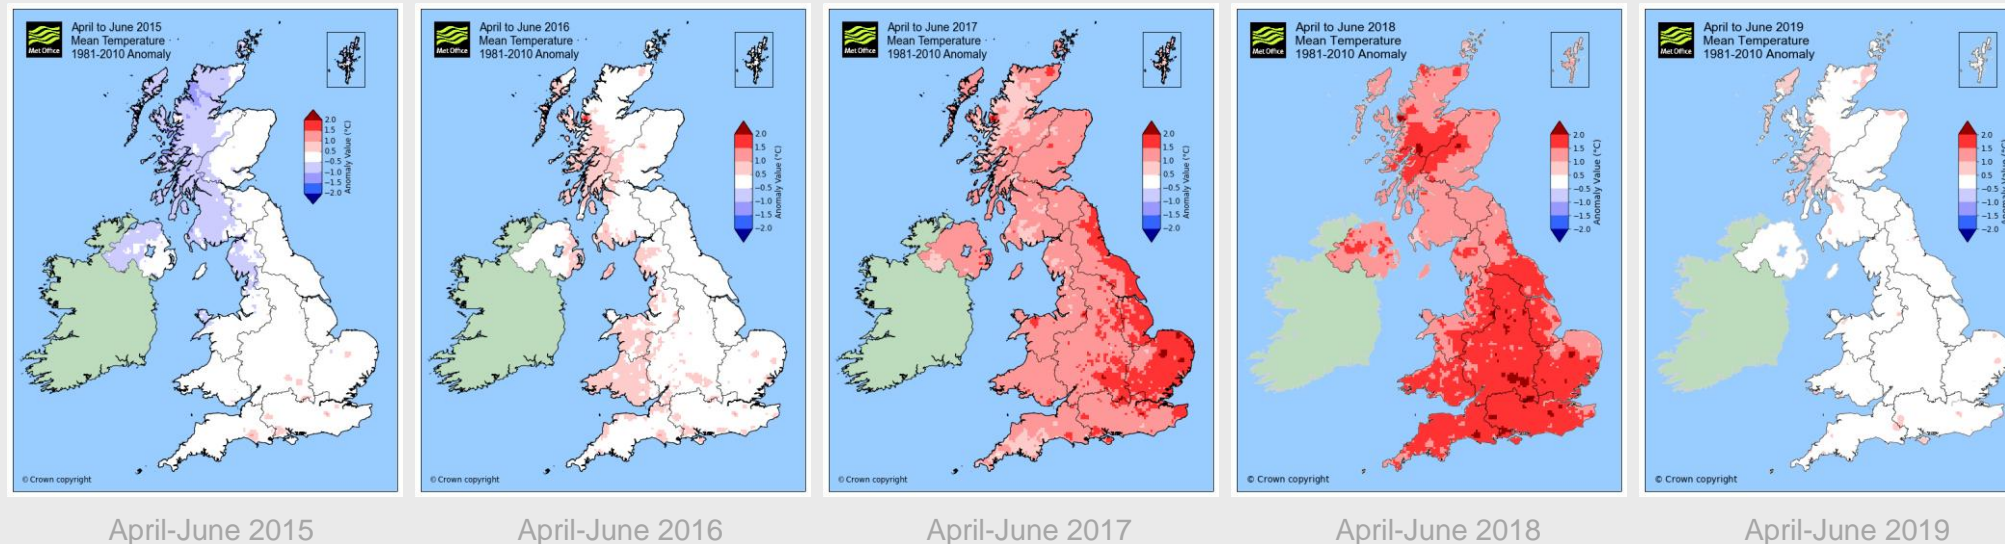 Met Office
April to June 2015
Mean Temperature
1981-2010 Anomaly
2.0
1.5
1.0
0.5
−0.5
−1.0
−1.5
−2.0
Anomaly Value (°C)
© Crown copyright
April-June 2015
Met Office
April to June 2016
Mean Temperature
1981-2010 Anomaly
2.0
1.5
1.0
0.5
−0.5
−1.0
−1.5
−2.0
Anomaly Value (°C)
© Crown copyright
April-June 2016
Met Office
April to June 2017
Mean Temperature
1981-2010 Anomaly
2.0
1.5
1.0
0.5
−0.5
−1.0
−1.5
−2.0
Anomaly Value (°C)
© Crown copyright
April-June 2017
Met Office
April to June 2018
Mean Temperature
1981-2010 Anomaly
2.0
1.5
1.0
0.5
−0.5
−1.0
−1.5
−2.0
Anomaly Value (°C)
© Crown copyright
April-June 2018
Met Office
April to June 2019
Mean Temperature
1981-2010 Anomaly
2.0
1.5
1.0
0.5
−0.5
−1.0
−1.5
−2.0
© Crown copyright
April-June 2019